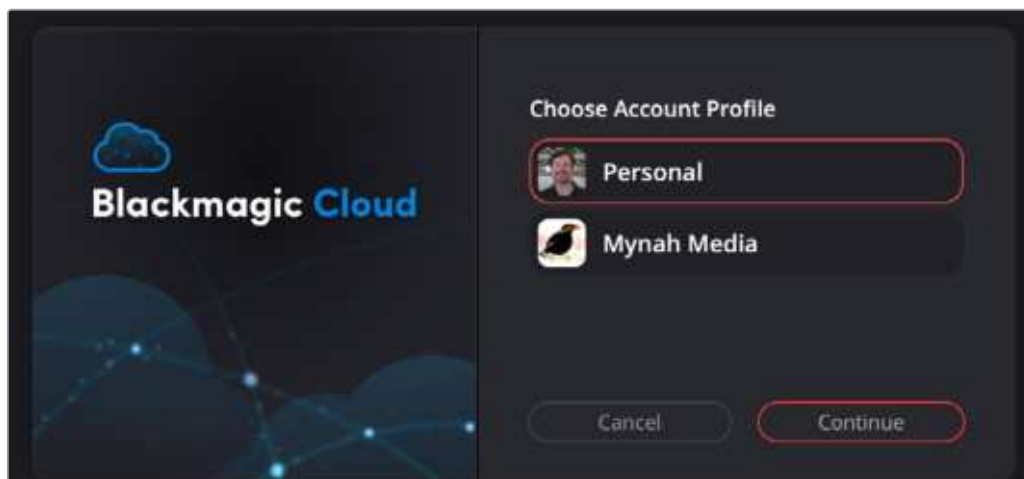 Blackmagic Cloud
Choose Account Profile
Personal
Mynah Media
Cancel
Continue